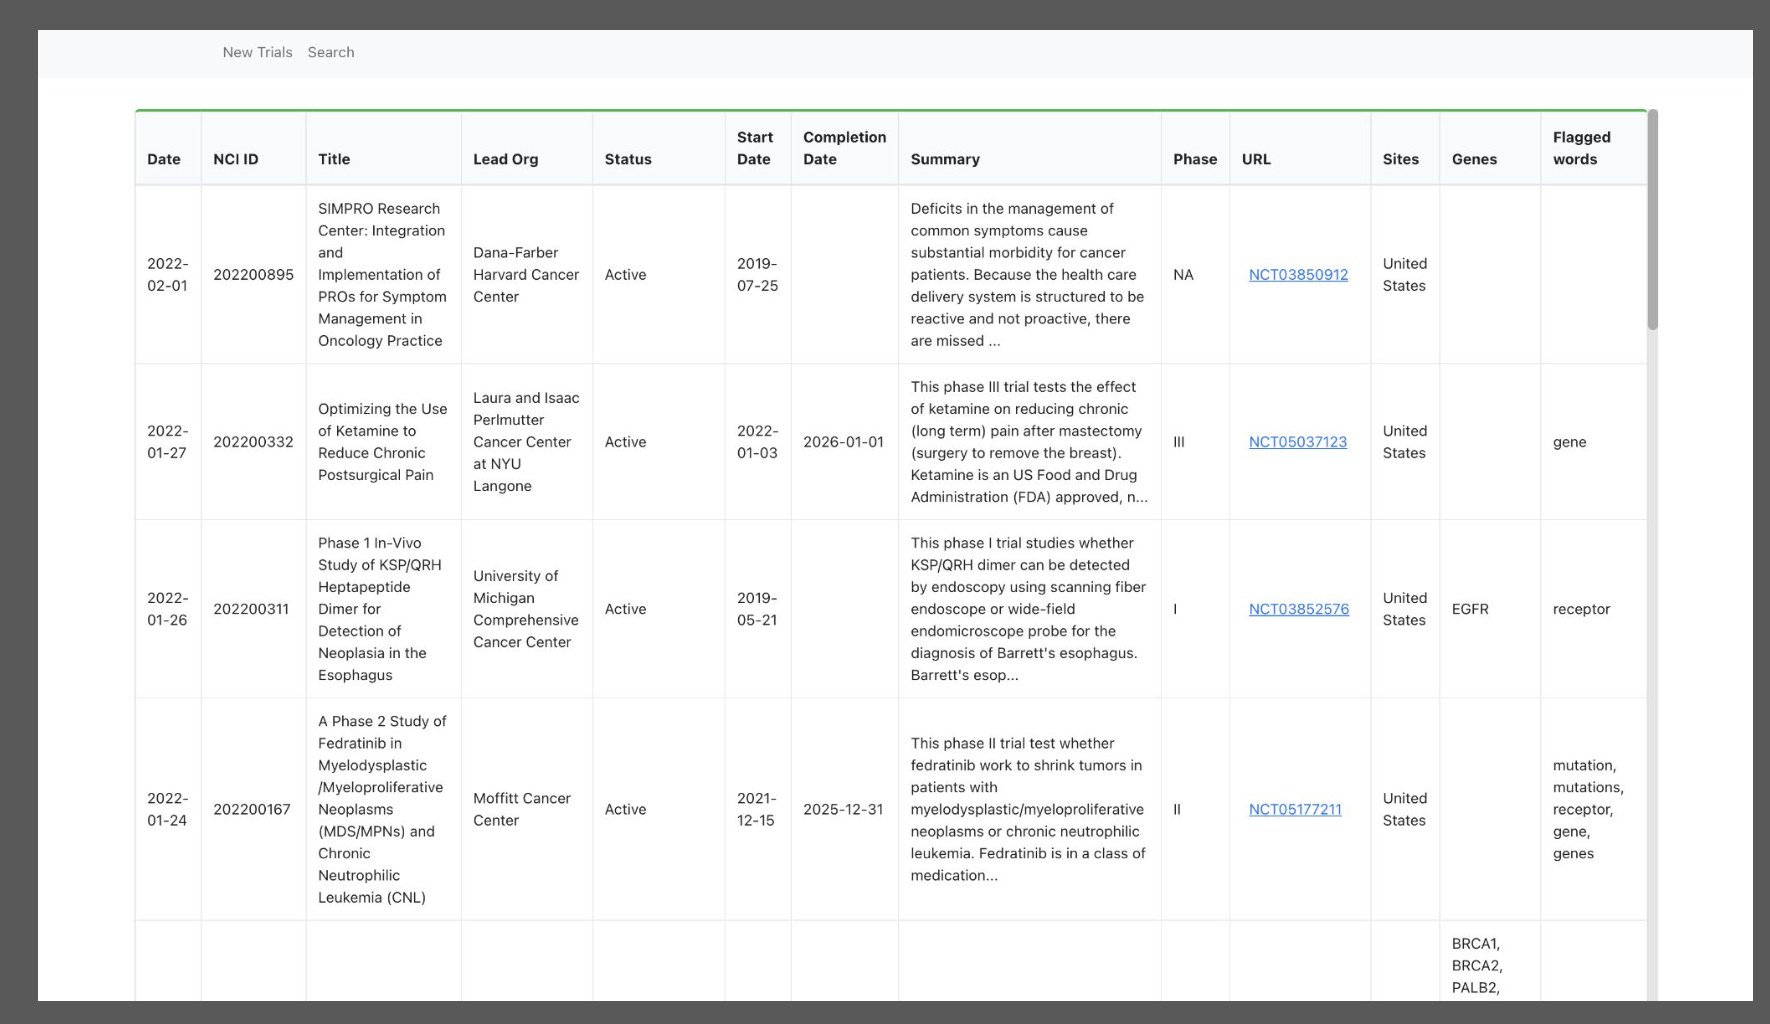 New Trials Search
Date NCI ID Title Lead Org Status Start Date Completion Date Summary Phase URL Sites Genes Flagged words
2022-
02-01
202200895
SIMPRO Research
Center: Integration
and
Implementation of
PROs for Symptom
Management in
Oncology Practice
Dana-Farber
Harvard Cancer
Center
Active
2019-
07-25
Deficits in the management of
common symptoms cause
substantial morbidity for cancer
patients. Because the health care
delivery system is structured to be
reactive and not proactive, there
are missed ...
NA
NCT03850912
United
States
2022-
01-27
202200332
Optimizing the Use
of Ketamine to
Reduce Chronic
Postsurgical Pain
Laura and Isaac
Perlmutter
Cancer Center
at NYU
Langone
Active
2022-
01-03
2026-01-01
This phase III trial tests the effect
of ketamine on reducing chronic
(long term) pain after mastectomy
(surgery to remove the breast).
Ketamine is an US Food and Drug
Administration (FDA) approved, n...
III
NCT05037123
United
States
gene
2022-
01-26
202200311
Phase 1 In-Vivo
Study of KSP/QRH
Heptapeptide
Dimer for
Detection of
Neoplasia in the
Esophagus
University of
Michigan
Comprehensive
Cancer Center
Active
2019-
05-21
This phase I trial studies whether
KSP/QRH dimer can be detected
by endoscopy using scanning fiber
endoscope or wide-field
endomicroscope probe for the
diagnosis of Barrett's esophagus.
Barrett's esop...
I
NCT03852576
United
States
EGFR
receptor
2022-
01-24
202200167
A Phase 2 Study of
Fedratinib in
Myelodysplastic
/Myeloproliferative
Neoplasms
(MDS/MPNs) and
Chronic
Neutrophilic
Leukemia (CNL)
Moffitt Cancer
Center
Active
2021-
12-15
2025-12-31
This phase II trial test whether
fedratinib work to shrink tumors in
patients with
myelodysplastic/myeloproliferative
neoplasms or chronic neutrophilic
leukemia. Fedratinib is in a class of
medication...
II
NCT05177211
United
States
mutation,
mutations,
receptor,
gene,
genes
BRCA1,
BRCA2,
PALB2,